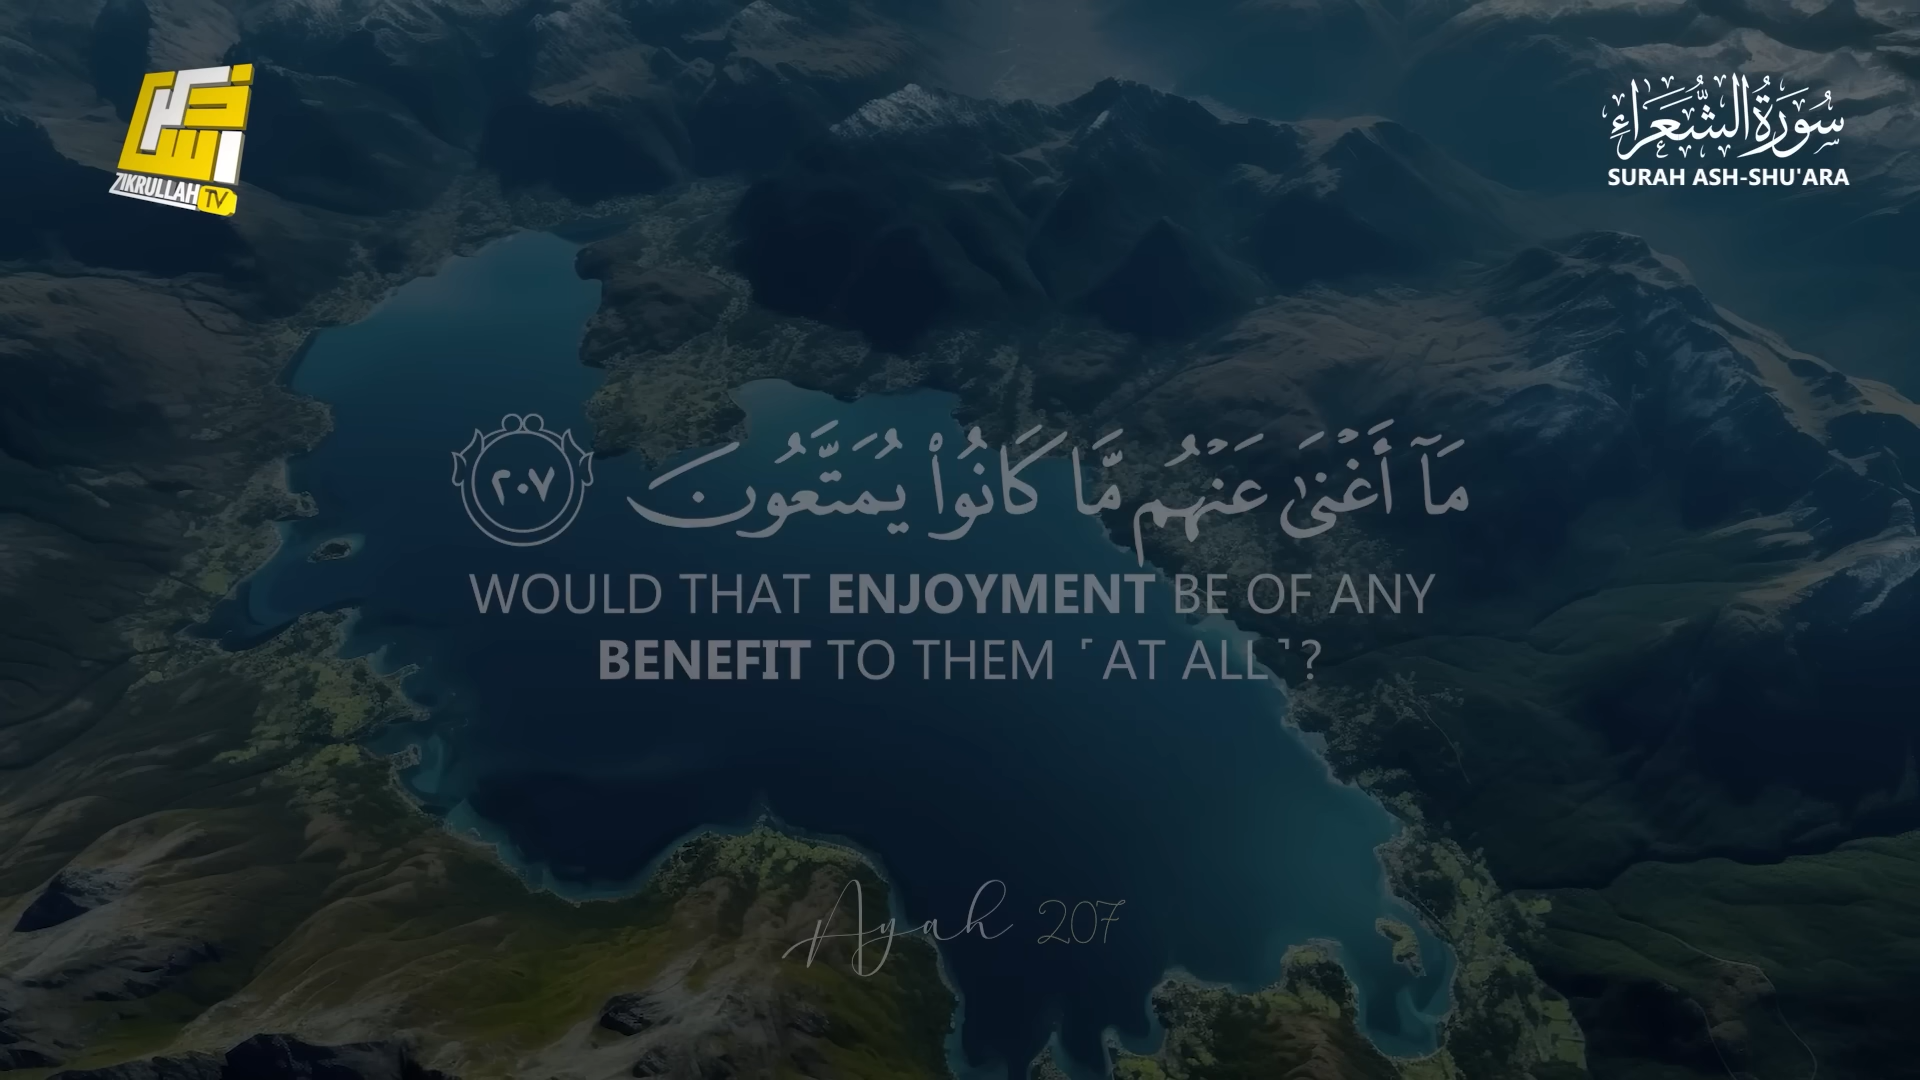 ZIKRULLAH TV
سُورَةُ الشُّعَرَاءِ
SURAH ASH-SHU'ARA
مَآ أَغْنَىٰ عَنْهُم مَّا كَانُوا۟ يُمَتَّعُونَ ٢٠٧
WOULD THAT ENJOYMENT BE OF ANY
BENEFIT TO THEM ˹AT ALL˺?
Ayah 207